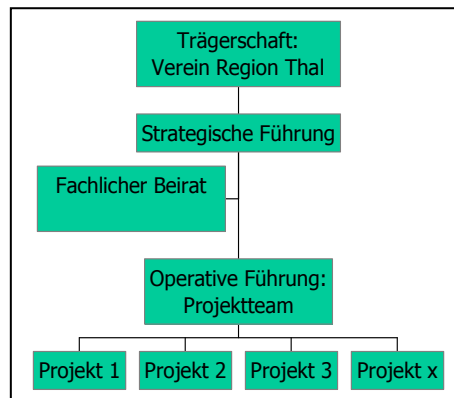 Trägerschaft:
Verein Region Thal
Strategische Führung
Fachlicher Beirat
Operative Führung:
Projektteam
Projekt 1
Projekt 2
Projekt 3
Projekt x